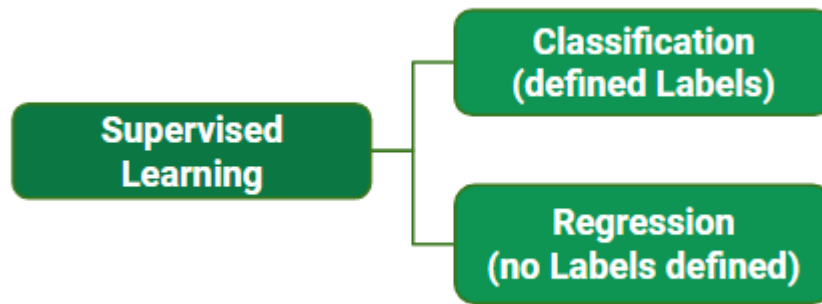 Supervised
Learning
Classification
(defined Labels)
Regression
(no Labels defined)